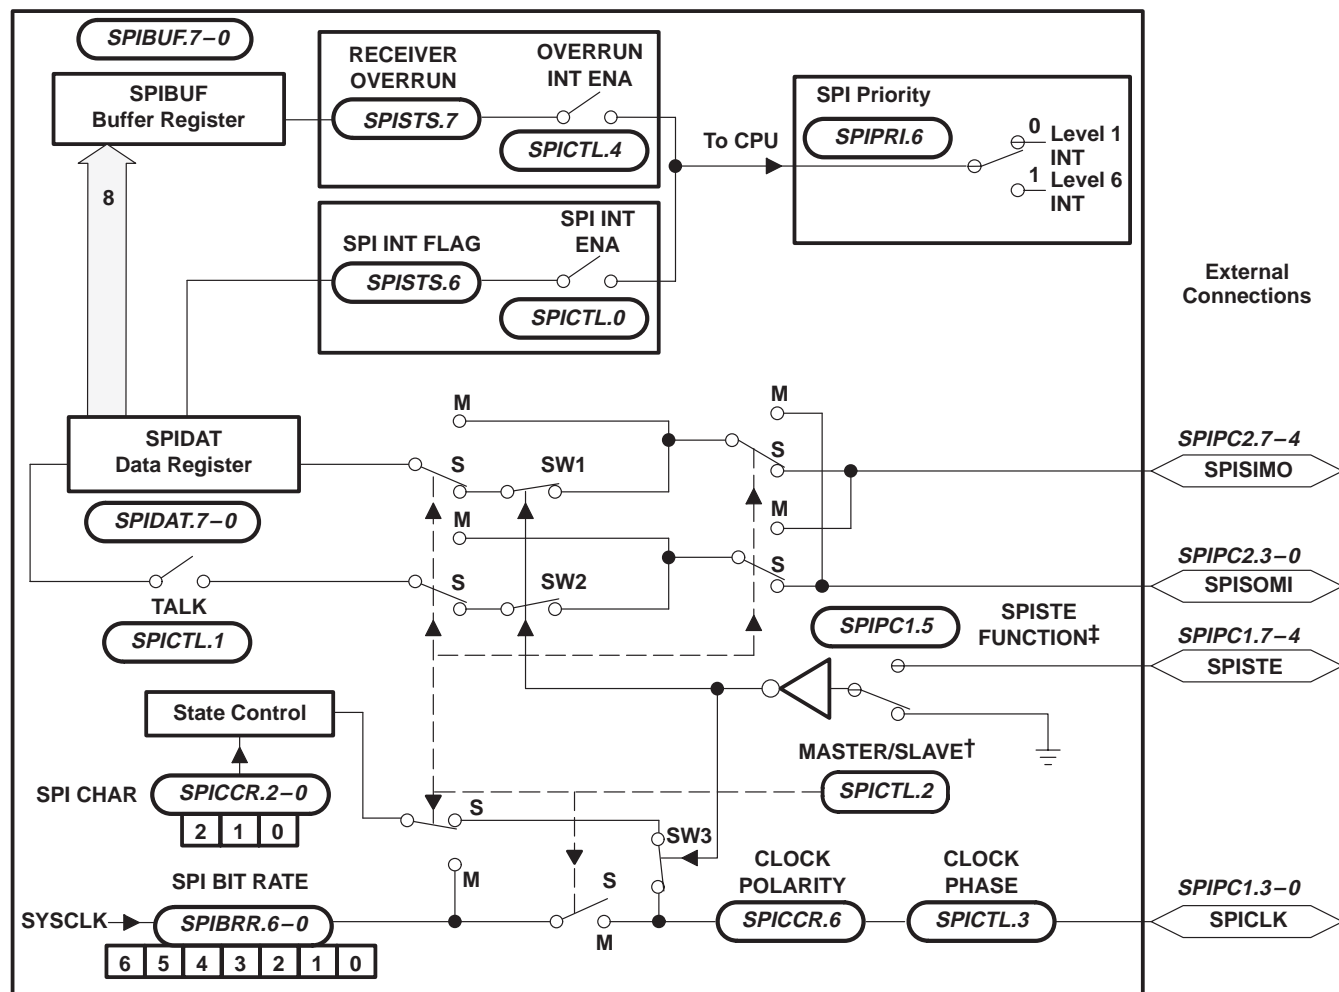 SPIBUF.7–0
SPIBUF
Buffer Register
8
RECEIVER
OVERRUN
SPISTS.7
OVERRUN
INT ENA
SPICTL.4
To CPU
SPI Priority
SPIPRI.6
0
Level 1
INT
1
Level 6
INT
SPI INT FLAG
SPISTS.6
SPI INT
ENA
SPICTL.0
External
Connections
SPIDAT
Data Register
SPIDAT.7–0
M
S
SW1
M
S
SPIPC2.7–4
SPISIMO
M
S
SW2
M
S
SPIPC2.3–0
SPISOMI
TALK
SPICTL.1
SPIPC1.5
SPISTE
FUNCTION‡
SPIPC1.7–4
SPISTE
State Control
MASTER/SLAVE†
SPICTL.2
SPI CHAR
SPICCR.2–0
2 1 0
S
M
SW3
SPI BIT RATE
SYSCLK
SPIBRR.6–0
6 5 4 3 2 1 0
S
M
CLOCK
POLARITY
SPICCR.6
CLOCK
PHASE
SPICTL.3
SPIPC1.3–0
SPICLK